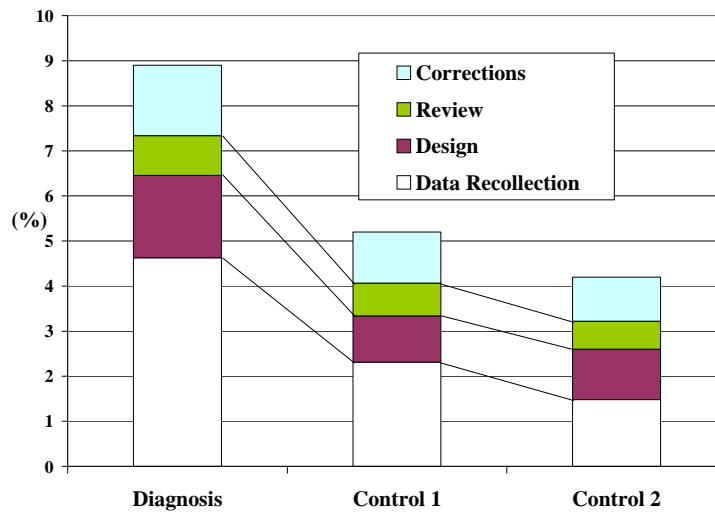 10
9
8
7
6
5
4
3
2
1
0
(%)
Corrections
Review
Design
Data Recollection
Diagnosis Control 1 Control 2